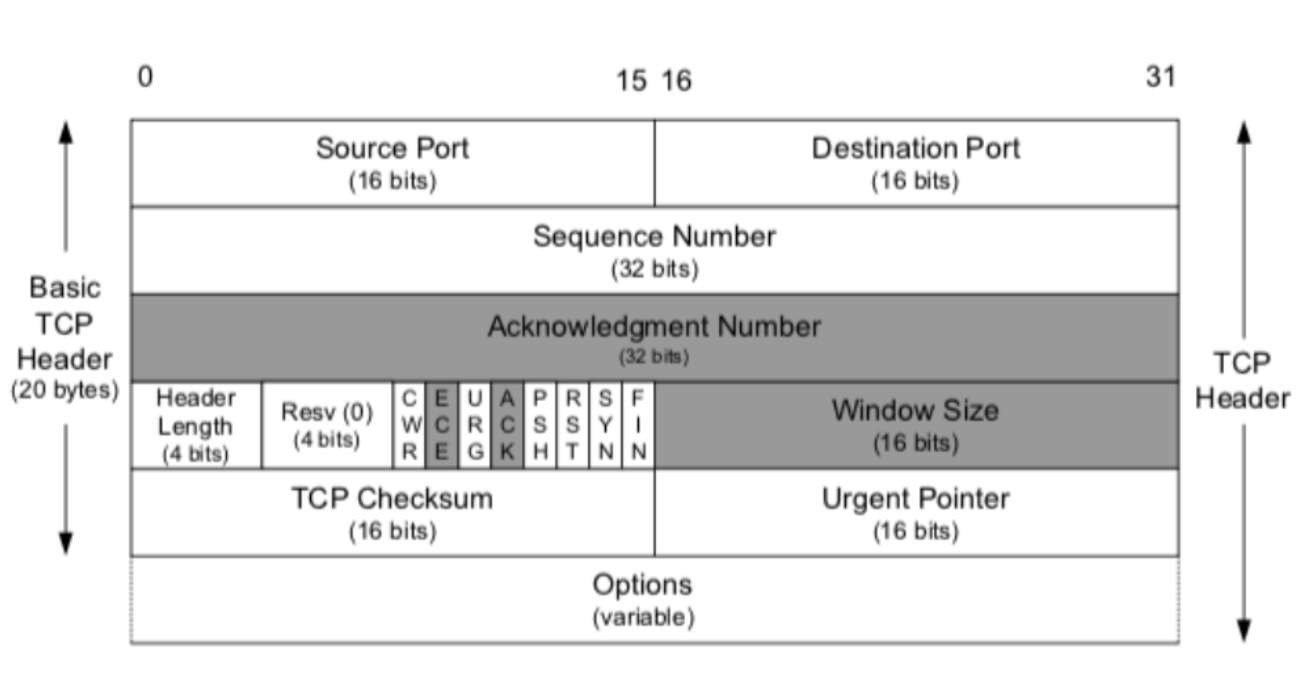 0 15 16 31
Source Port
(16 bits)
Destination Port
(16 bits)
Sequence Number
(32 bits)
Basic
TCP
Header
(20 bytes)
Acknowledgment Number
(32 bits)
TCP
Header
Header
Length
(4 bits)
Resv (0)
(4 bits)
CWR
ECE
URG
ACK
PSH
RST
SYN
FIN
Window Size
(16 bits)
TCP Checksum
(16 bits)
Urgent Pointer
(16 bits)
Options
(variable)